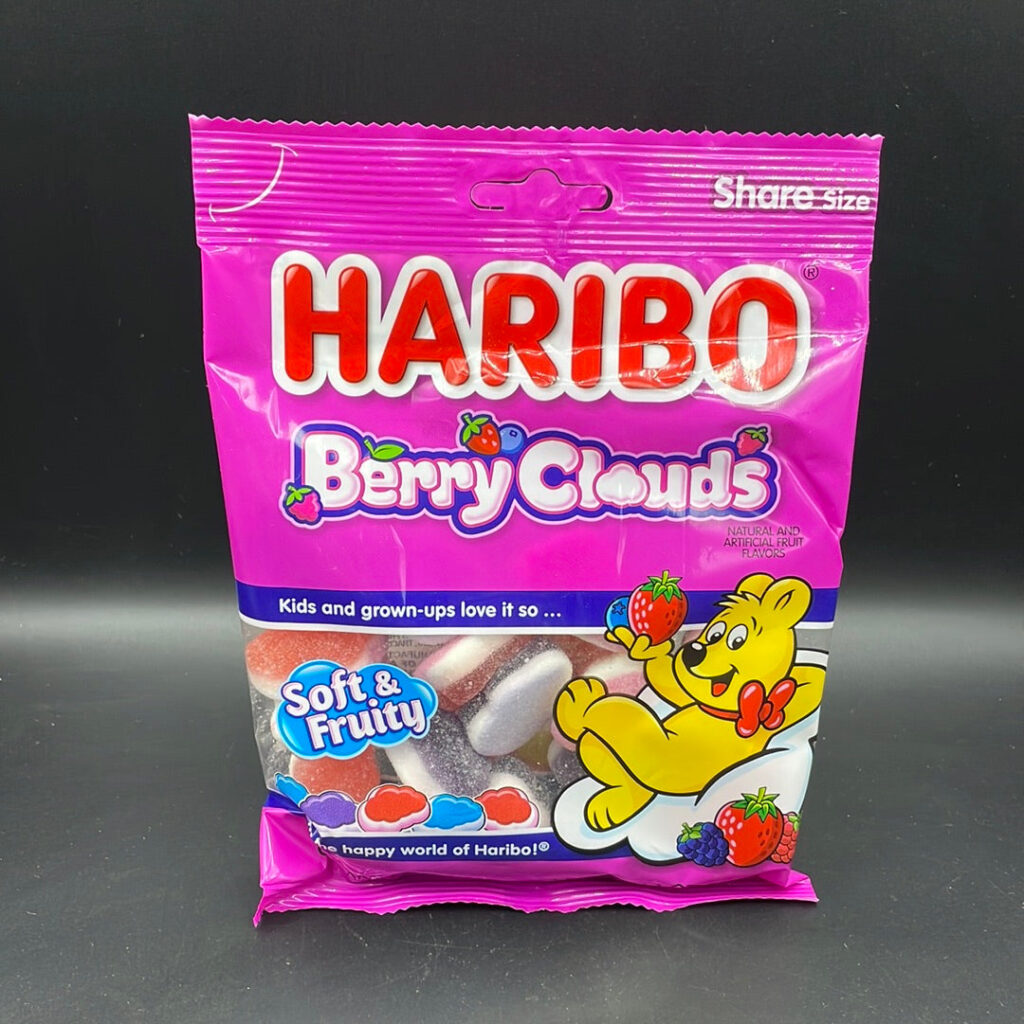 Share Size
HARIBO®
Berry Clouds
NATURAL AND
ARTIFICIAL FRUIT
FLAVORS
Kids and grown-ups love it so ...
Soft &
Fruity
happy world of Haribo!®